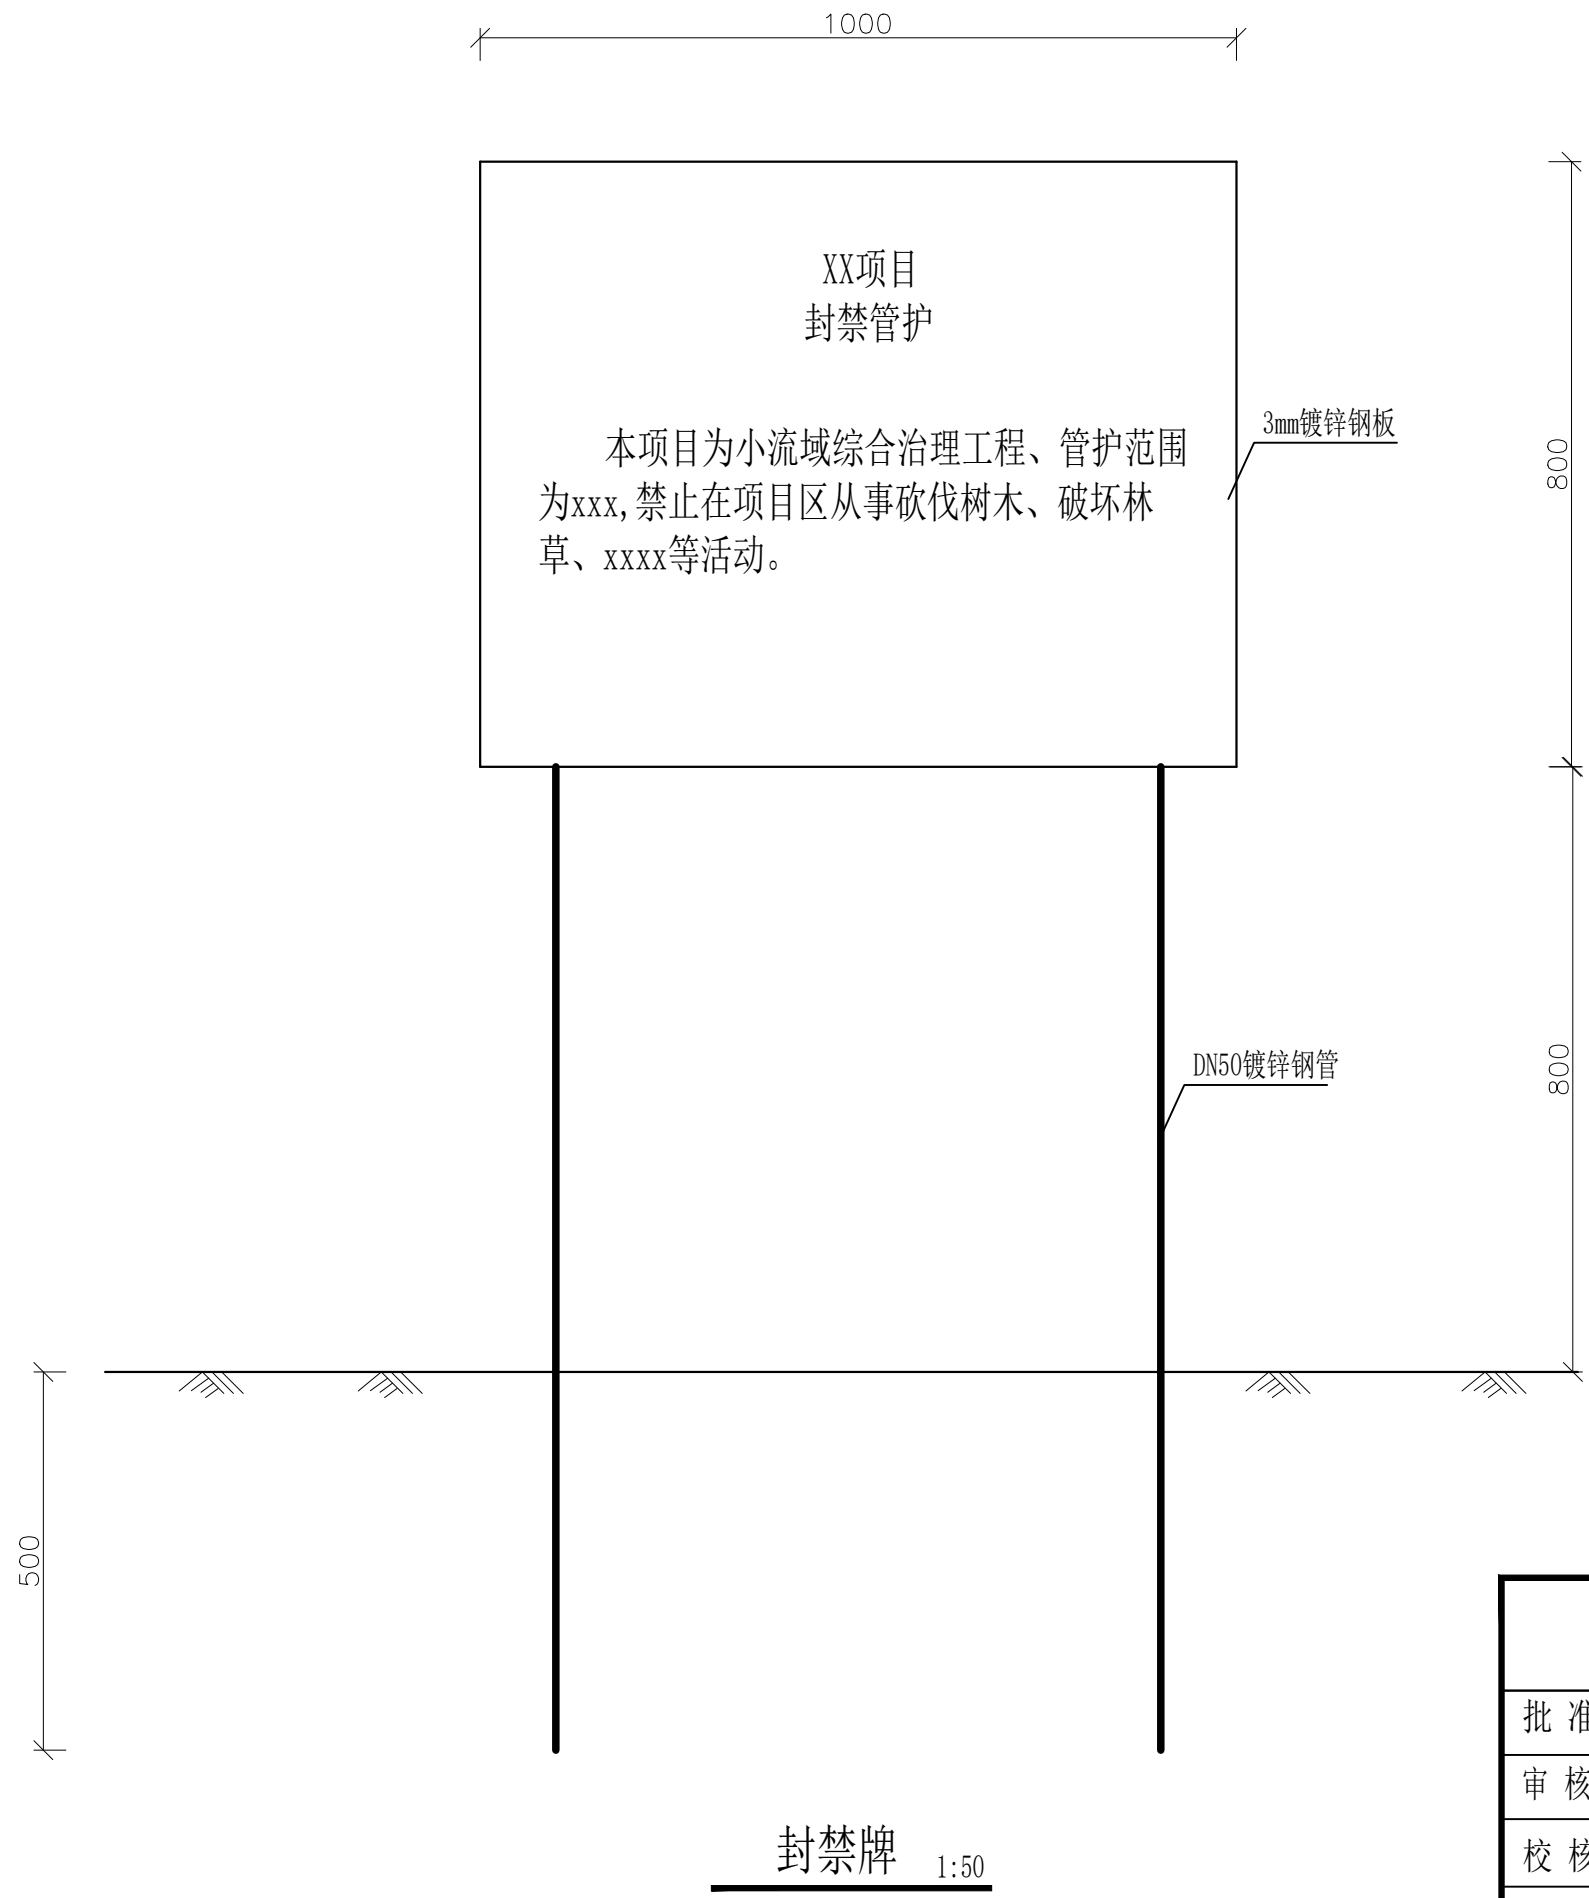 1000
XX项目
封禁管护
本项目为小流域综合治理工程、管护范围
为xxx,禁止在项目区从事砍伐树木、破坏林
草、xxxx等活动。
3mm镀锌钢板
800
DN50镀锌钢管
800
500
批 准
审 核
校 核
封禁牌 1:50